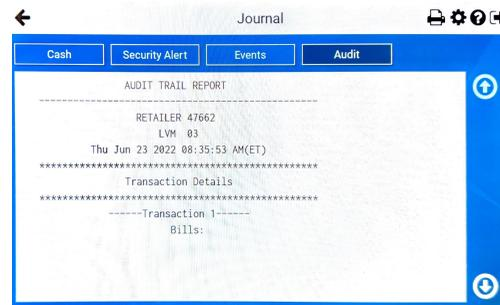 Journal
Cash
Security Alert
Events
Audit
AUDIT TRAIL REPORT
------------------------------------------------
RETAILER 47662
LVM 03
Thu Jun 23 2022 08:35:53 AM(ET)
************************************************
Transaction Details
************************************************
------Transaction 1------
Bills: